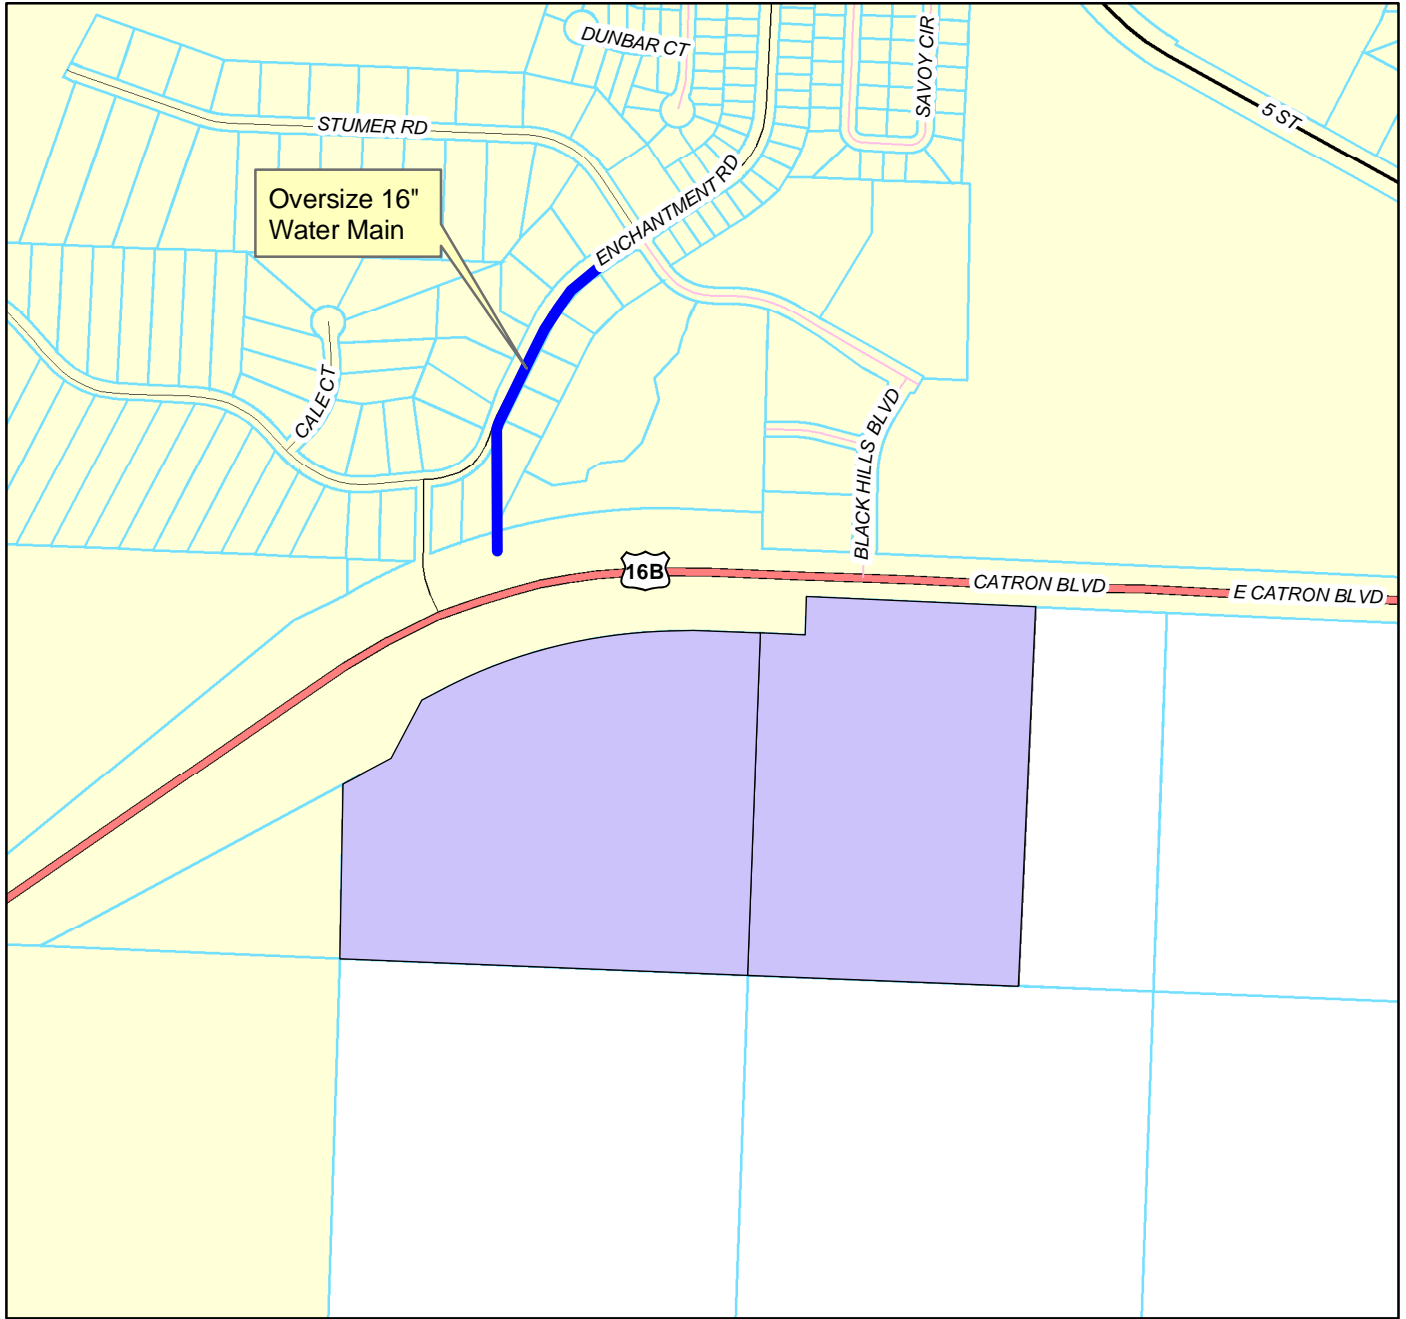 DUNBAR CT
SAVOY CIR
5 ST
STUMER RD
ENCHANTMENT RD
Oversize 16"
Water Main
CALE CT
BLACK HILLS BLVD
16B
CATRON BLVD
E CATRON BLVD